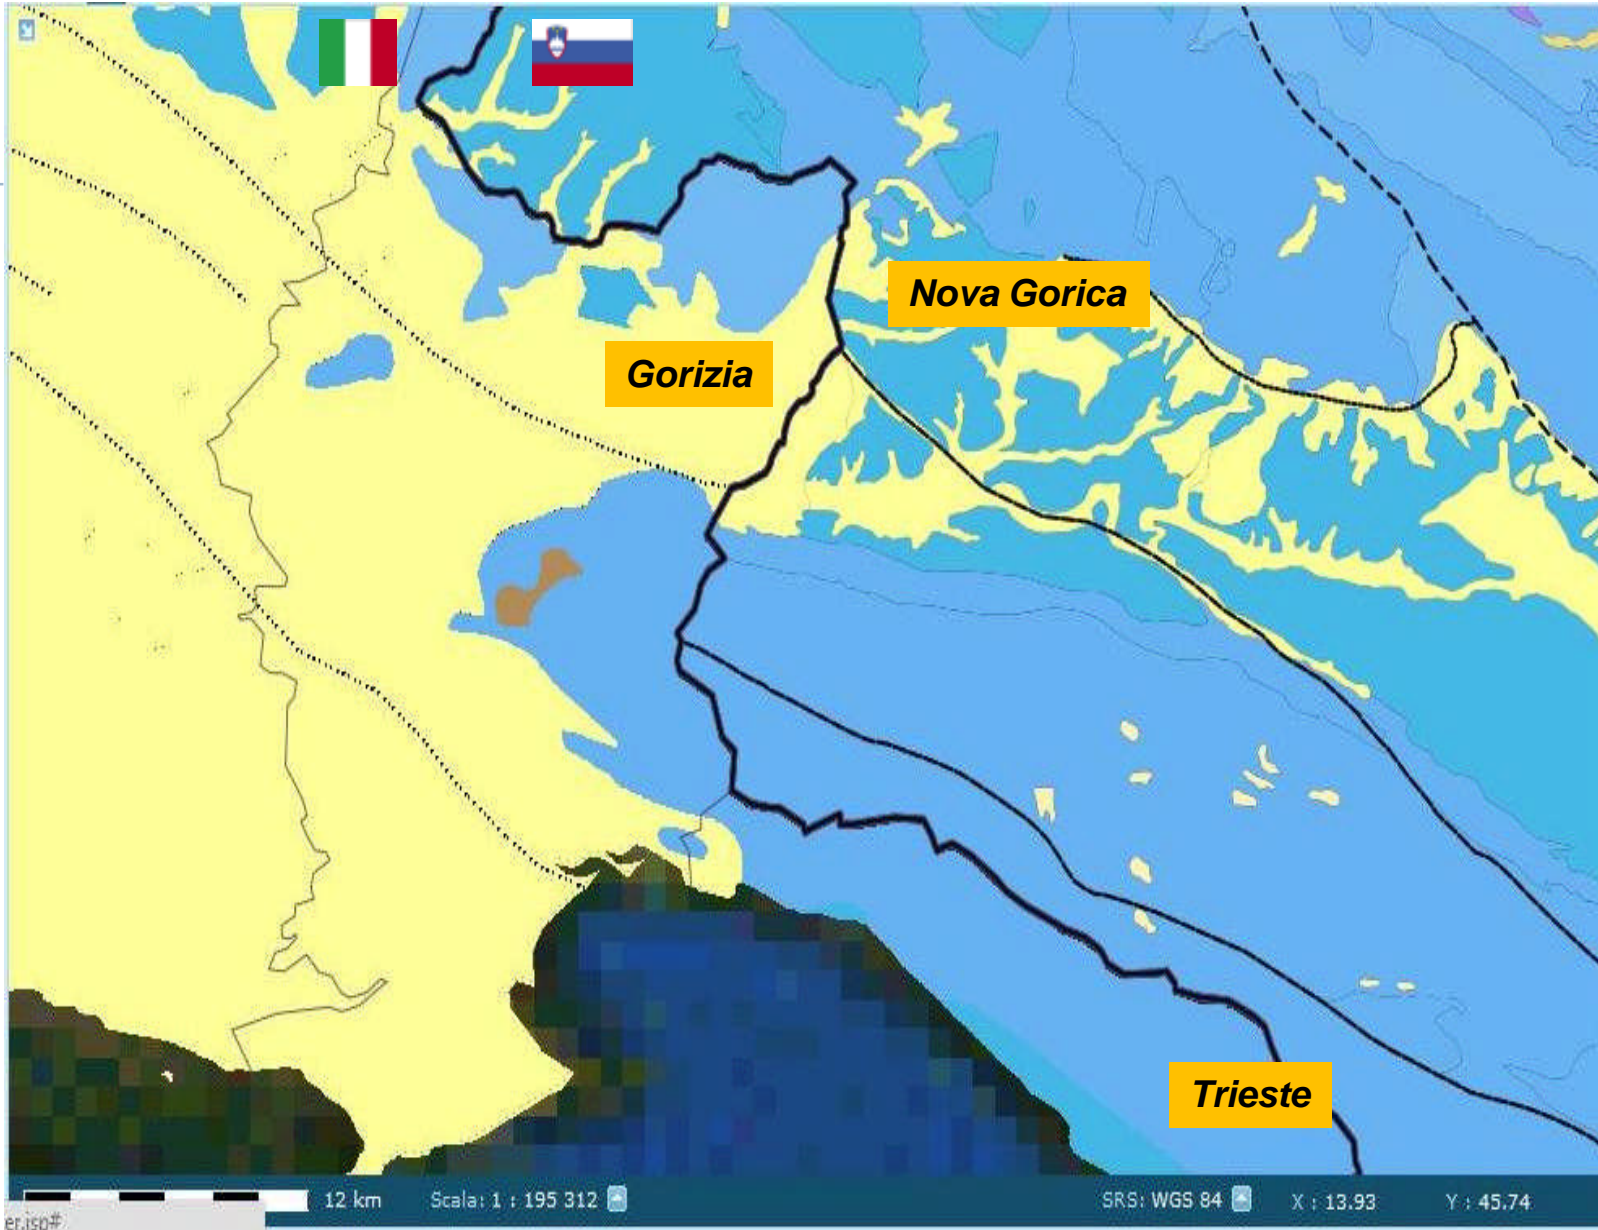 Nova Gorica
Gorizia
Trieste
12 km Scala: 1 : 195 312 SRS: WGS 84 X : 13.93 Y : 45.74
er.jsp#